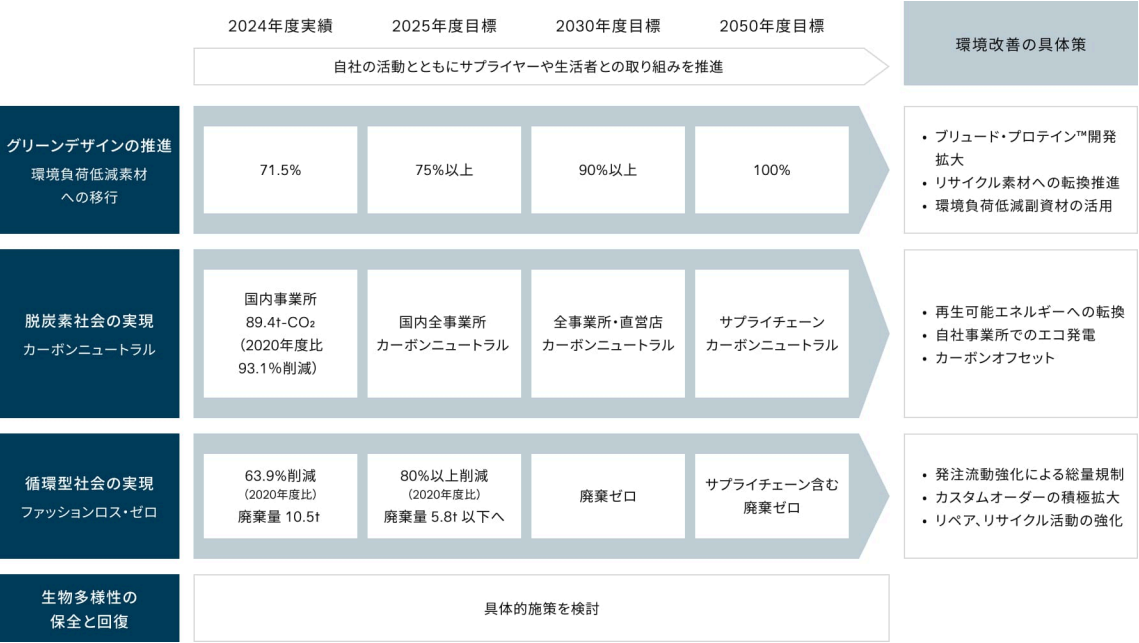 2024年度実績
2025年度目標
2030年度目標
2050年度目標
環境改善の具体策
自社の活動とともにサプライヤーや生活者との取り組みを推進
グリーンデザインの推進
環境負荷低減素材
への移行
71.5%
75%以上
90%以上
100%
• ブリュード・プロテイン™開発
拡大
• リサイクル素材への転換推進
• 環境負荷低減副資材の活用
脱炭素社会の実現
カーボンニュートラル
国内事業所
89.4t-CO₂
（2020年度比
93.1%削減）
国内全事業所
カーボンニュートラル
全事業所・直営店
カーボンニュートラル
サプライチェーン
カーボンニュートラル
• 再生可能エネルギーへの転換
• 自社事業所でのエコ発電
• カーボンオフセット
循環型社会の実現
ファッションロス・ゼロ
63.9%削減
（2020年度比）
廃棄量 10.5t
80%以上削減
（2020年度比）
廃棄量 5.8t 以下へ
廃棄ゼロ
サプライチェーン含む
廃棄ゼロ
• 発注流動強化による総量規制
• カスタムオーダーの積極拡大
• リペア、リサイクル活動の強化
生物多様性の
保全と回復
具体的施策を検討